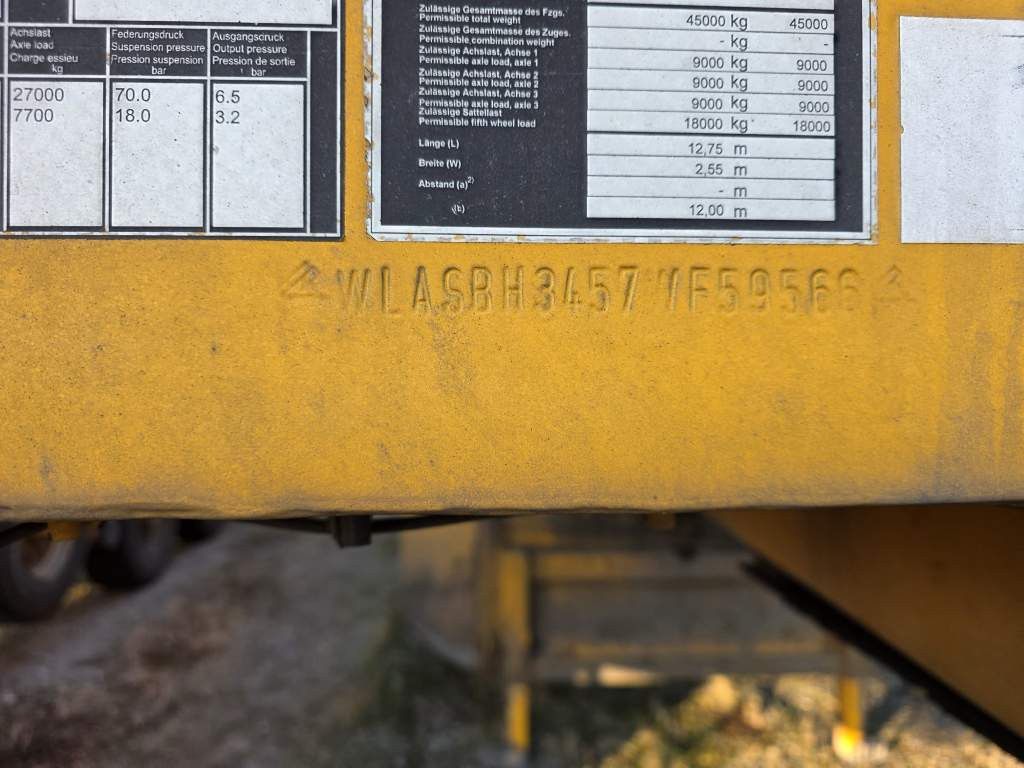 Achslast Federungsdruck Ausgangsdruck
Axle load Suspension pressure Output pressure
Charge essieu Pression suspension Pression de sortie
kg bar bar
27000 70.0 6.5
7700 18.0 3.2
Zulässige Gesamtmasse des Fzgs.
Permissible total weight 45000 kg 45000
Zulässige Gesamtmasse des Zuges.
Permissible combination weight - kg -
Zulässige Achslast, Achse 1
Permissible axle load, axle 1 9000 kg 9000
Zulässige Achslast, Achse 2
Permissible axle load, axle 2 9000 kg 9000
Zulässige Achslast, Achse 3
Permissible axle load, axle 3 9000 kg 9000
Zulässige Sattellast
Permissible fifth wheel load 18000 kg 18000
Länge (L) 12,75 m
Breite (W) 2,55 m
Abstand (a)2) - m
(b) 12,00 m